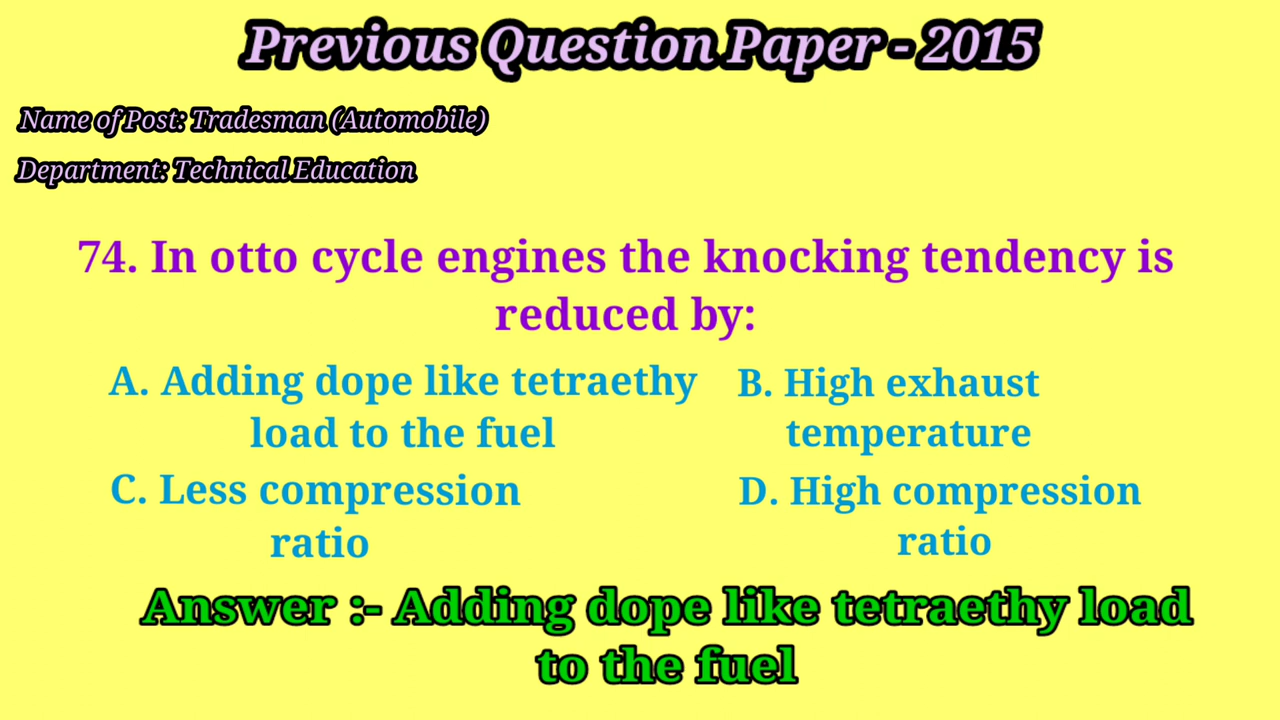 Previous Question Paper - 2015
Name of Post: Tradesman (Automobile)
Department: Technical Education
74. In otto cycle engines the knocking tendency is
reduced by:
A. Adding dope like tetraethy
load to the fuel
B. High exhaust
temperature
C. Less compression
ratio
D. High compression
ratio
Answer :- Adding dope like tetraethy load
to the fuel